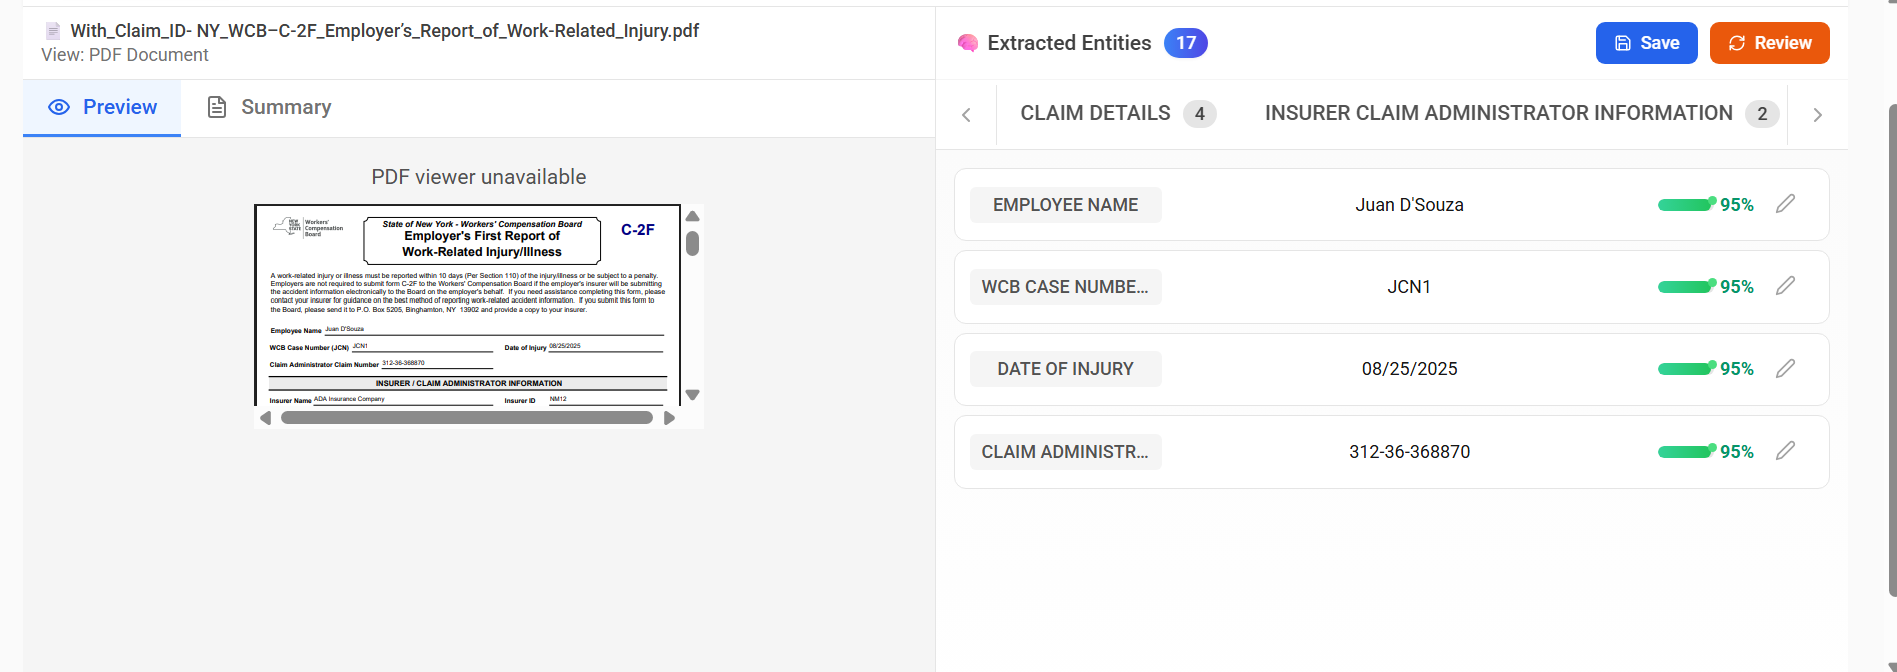 With_Claim_ID- NY_WCB–C-2F_Employer’s_Report_of_Work-Related_Injury.pdf
View: PDF Document
Preview
Summary
PDF viewer unavailable
NEW YORK STATE
Workers' Compensation Board
State of New York - Workers' Compensation Board
Employer's First Report of
Work-Related Injury/Illness
C-2F
A work-related injury or illness must be reported within 10 days (Per Section 110) of the injury/illness or be subject to a penalty.
Employers are not required to submit form C-2F to the Workers' Compensation Board if the employer's insurer will be submitting
the accident information electronically to the Board on the employer's behalf. If you need assistance completing this form, please
contact your insurer for guidance on the best method of reporting work-related accident information. If you submit this form to
the Board, please send it to P.O. Box 5205, Binghamton, NY 13902 and provide a copy to your insurer.
Employee Name Juan D'Souza
WCB Case Number (JCN) JCN1 Date of Injury 08/25/2025
Claim Administrator Claim Number 312-36-368870
INSURER / CLAIM ADMINISTRATOR INFORMATION
Insurer Name ADA Insurance Company Insurer ID NM12
Extracted Entities 17
Save
Review
CLAIM DETAILS 4
INSURER CLAIM ADMINISTRATOR INFORMATION 2
EMPLOYEE NAME Juan D'Souza 95%
WCB CASE NUMBE... JCN1 95%
DATE OF INJURY 08/25/2025 95%
CLAIM ADMINISTR... 312-36-368870 95%